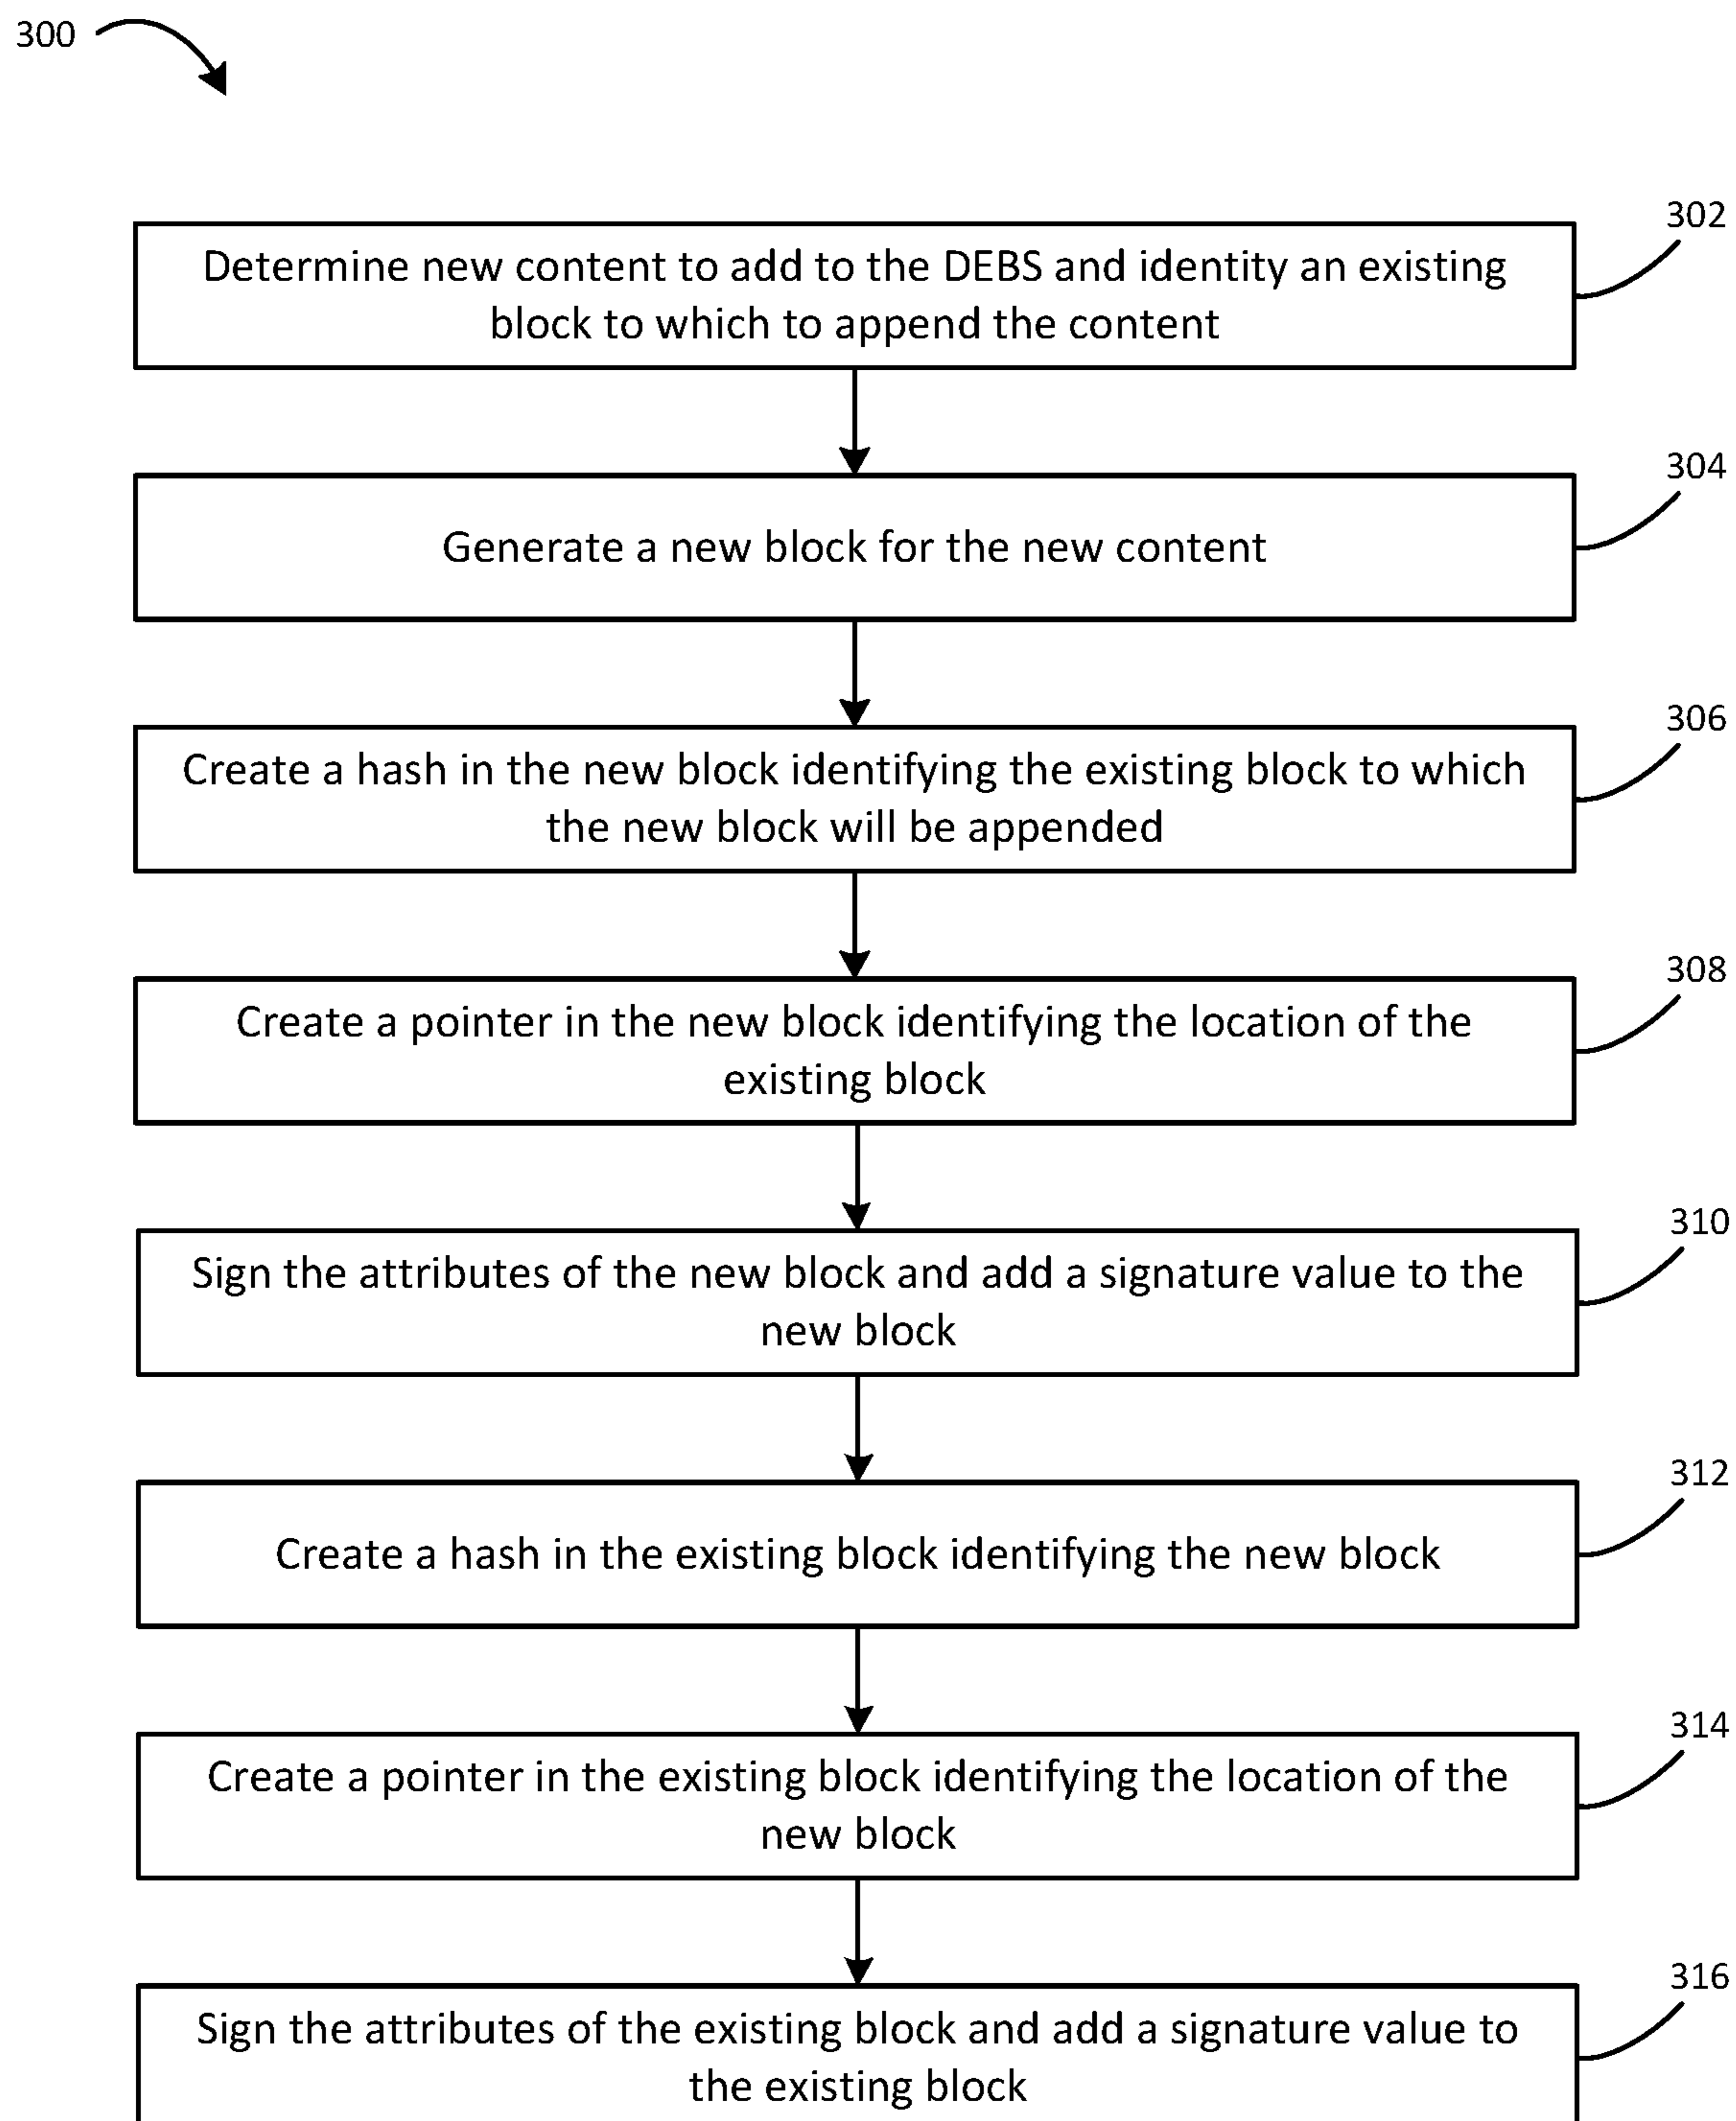 300
302
Determine new content to add to the DEBS and identity an existing
block to which to append the content
304
Generate a new block for the new content
306
Create a hash in the new block identifying the existing block to which
the new block will be appended
308
Create a pointer in the new block identifying the location of the
existing block
310
Sign the attributes of the new block and add a signature value to the
new block
312
Create a hash in the existing block identifying the new block
314
Create a pointer in the existing block identifying the location of the
new block
316
Sign the attributes of the existing block and add a signature value to
the existing block